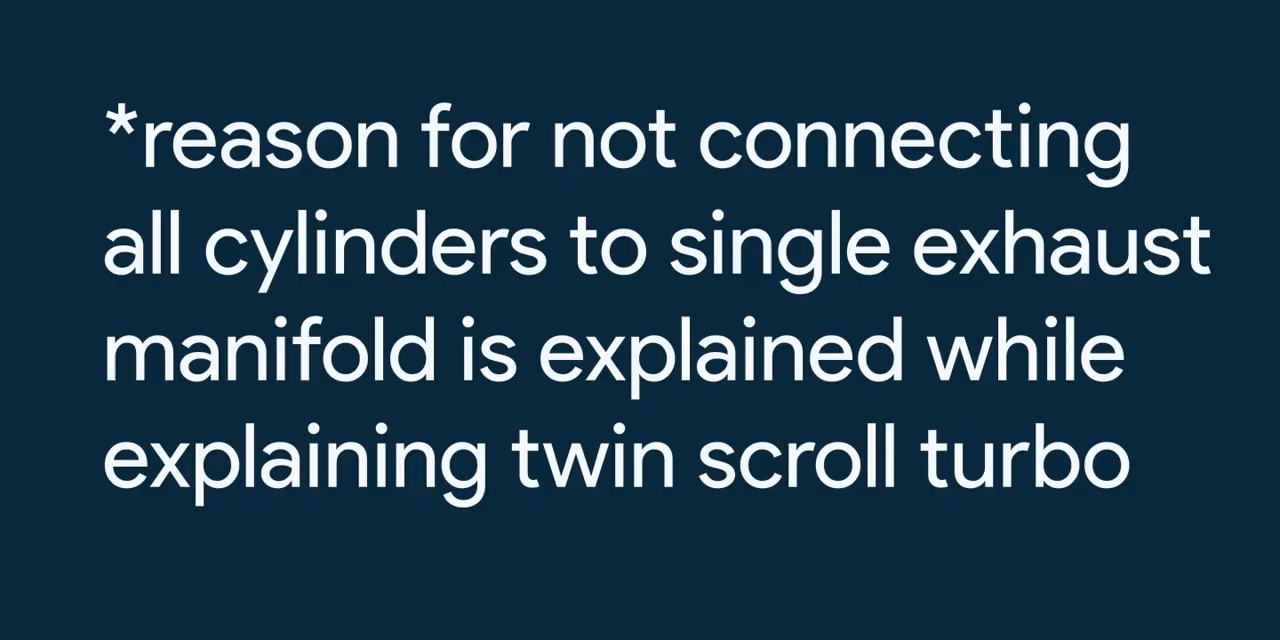 *reason for not connecting
all cylinders to single exhaust
manifold is explained while
explaining twin scroll turbo